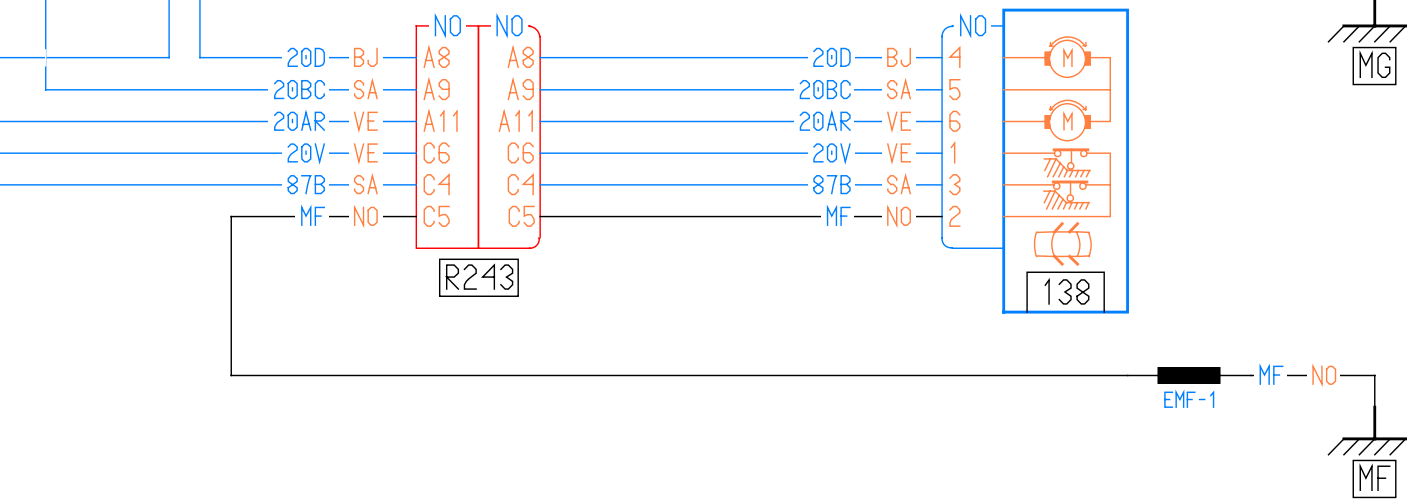 NO NO NO
MG
20D BJ A8 A8 20D BJ 4 M
20BC SA A9 A9 20BC SA 5
20AR VE A11 A11 20AR VE 6 M
20V VE C6 C6 20V VE 1
87B SA C4 C4 87B SA 3
MF NO C5 C5 MF NO 2
R243
138
MF NO
EMF-1
MF